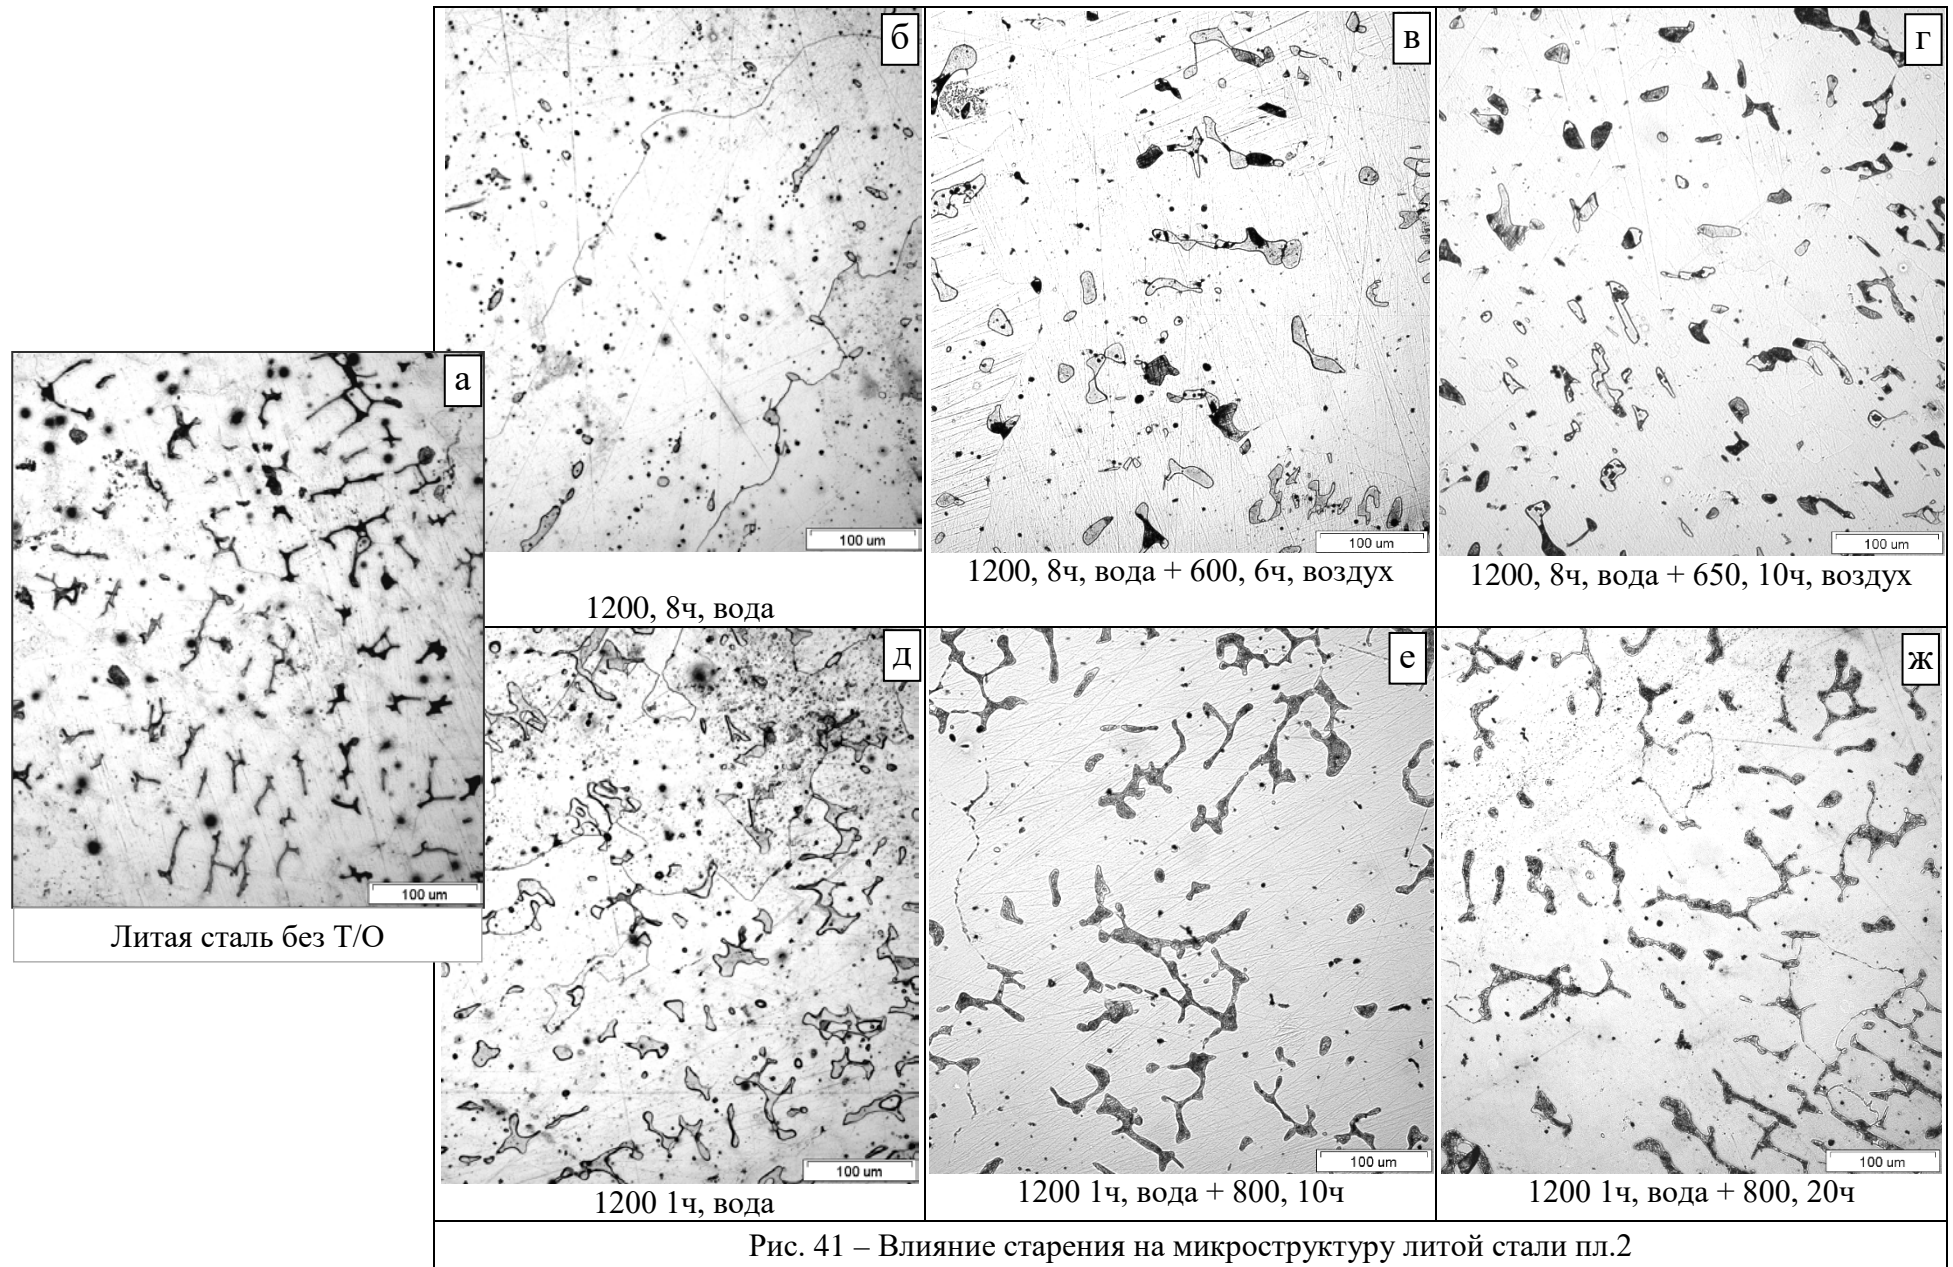 б
в
г
100 um
100 um
100 um
1200, 8ч, вода
1200, 8ч, вода + 600, 6ч, воздух
1200, 8ч, вода + 650, 10ч, воздух
а
100 um
Литая сталь без Т/О
д
е
ж
100 um
100 um
100 um
1200 1ч, вода
1200 1ч, вода + 800, 10ч
1200 1ч, вода + 800, 20ч
Рис. 41 – Влияние старения на микроструктуру литой стали пл.2